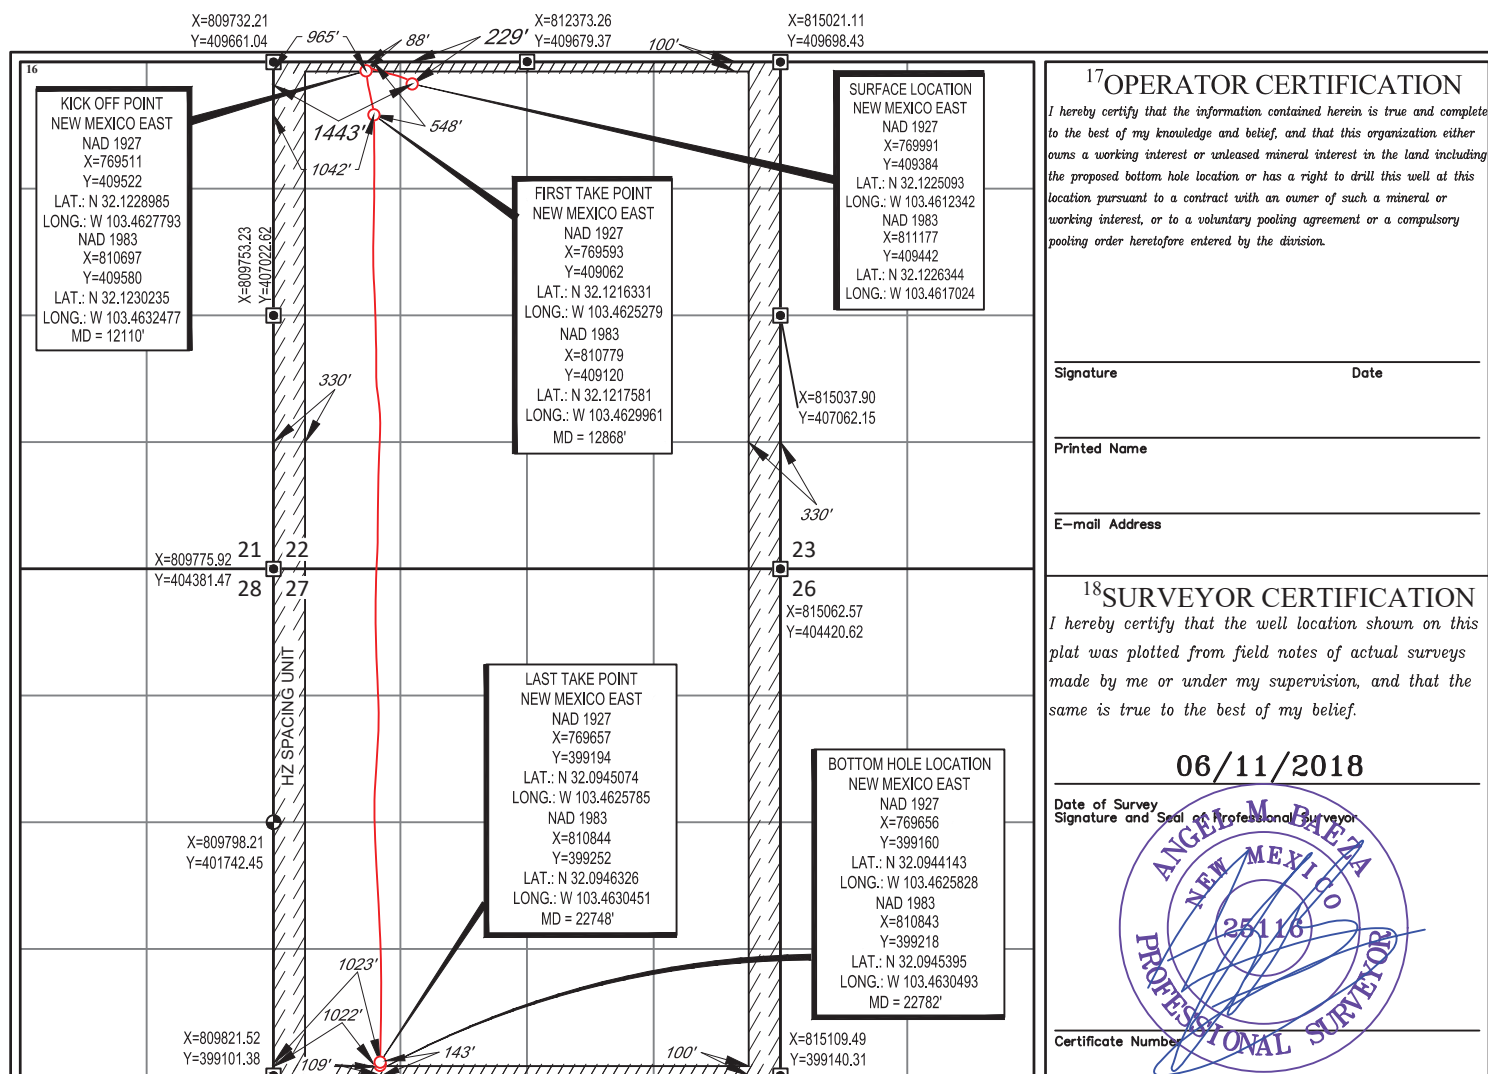 X=809732.21
Y=409661.04
965'
88'
229'
X=812373.26
Y=409679.37
100'
X=815021.11
Y=409698.43
16
KICK OFF POINT
NEW MEXICO EAST
NAD 1927
X=769511
Y=409522
LAT.: N 32.1228985
LONG.: W 103.4627793
NAD 1983
X=810697
Y=409580
LAT.: N 32.1230235
LONG.: W 103.4632477
MD = 12110'
1443'
548'
1042'
SURFACE LOCATION
NEW MEXICO EAST
NAD 1927
X=769991
Y=409384
LAT.: N 32.1225093
LONG.: W 103.4612342
NAD 1983
X=811177
Y=409442
LAT.: N 32.1226344
LONG.: W 103.4617024
FIRST TAKE POINT
NEW MEXICO EAST
NAD 1927
X=769593
Y=409062
LAT.: N 32.1216331
LONG.: W 103.4625279
NAD 1983
X=810779
Y=409120
LAT.: N 32.1217581
LONG.: W 103.4629961
MD = 12868'
X=809753.23
Y=407022.62
330'
X=815037.90
Y=407062.15
330'
X=809775.92
Y=404381.47
21
22
28
27
23
26
X=815062.57
Y=404420.62
HZ SPACING UNIT
LAST TAKE POINT
NEW MEXICO EAST
NAD 1927
X=769657
Y=399194
LAT.: N 32.0945074
LONG.: W 103.4625785
NAD 1983
X=810844
Y=399252
LAT.: N 32.0946326
LONG.: W 103.4630451
MD = 22748'
X=809798.21
Y=401742.45
BOTTOM HOLE LOCATION
NEW MEXICO EAST
NAD 1927
X=769656
Y=399160
LAT.: N 32.0944143
LONG.: W 103.4625828
NAD 1983
X=810843
Y=399218
LAT.: N 32.0945395
LONG.: W 103.4630493
MD = 22782'
1023'
1022'
X=809821.52
Y=399101.38
109'
143'
100'
X=815109.49
Y=399140.31
17OPERATOR CERTIFICATION
I hereby certify that the information contained herein is true and complete
to the best of my knowledge and belief, and that this organization either
owns a working interest or unleased mineral interest in the land including
the proposed bottom hole location or has a right to drill this well at this
location pursuant to a contract with an owner of such a mineral or
working interest, or to a voluntary pooling agreement or a compulsory
pooling order heretofore entered by the division.
Signature Date
Printed Name
E-mail Address
18SURVEYOR CERTIFICATION
I hereby certify that the well location shown on this
plat was plotted from field notes of actual surveys
made by me or under my supervision, and that the
same is true to the best of my belief.
06/11/2018
Date of Survey
Signature and Seal of Professional Surveyor
ANGEL M. BAEZA
NEW MEXICO
25116
PROFESSIONAL SURVEYOR
Certificate Number